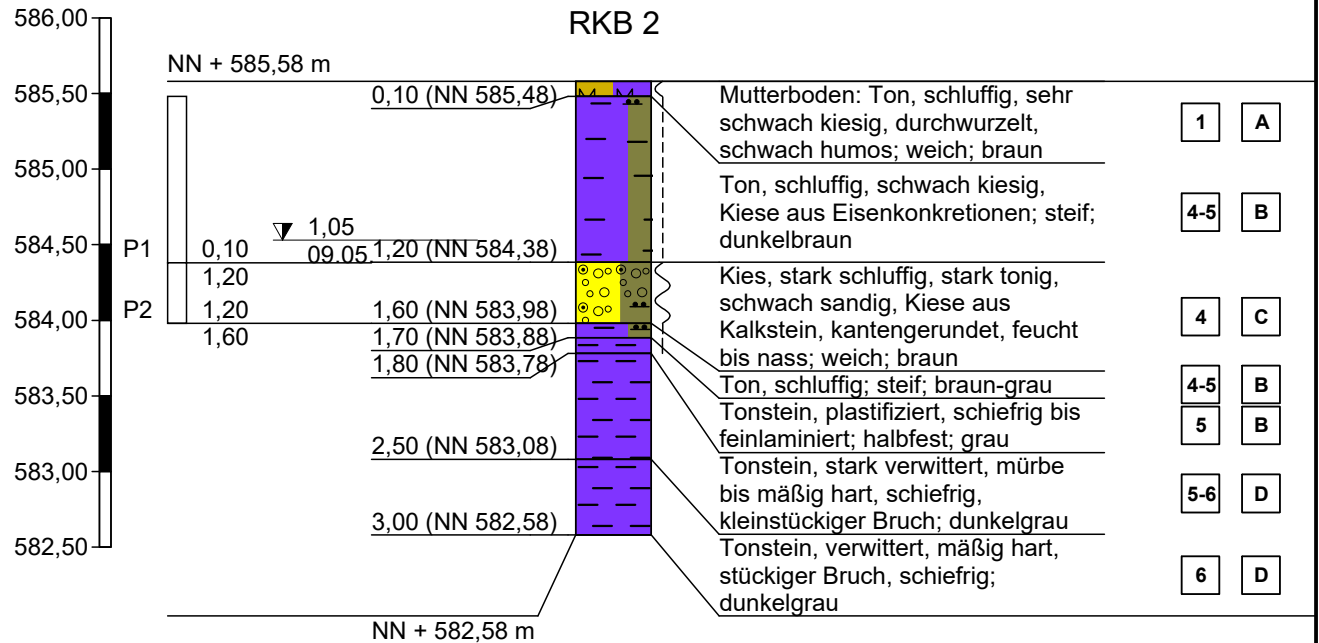 RKB 2
586,00
585,50
585,00
584,50
584,00
583,50
583,00
582,50
NN + 585,58 m
0,10 (NN 585,48)
1,05
09.05.
1,20 (NN 584,38)
P1
0,10
1,20
P2
1,20
1,60
1,60 (NN 583,98)
1,70 (NN 583,88)
1,80 (NN 583,78)
2,50 (NN 583,08)
3,00 (NN 582,58)
NN + 582,58 m
Mutterboden: Ton, schluffig, sehr
schwach kiesig, durchwurzelt,
schwach humos; weich; braun
1 A
Ton, schluffig, schwach kiesig,
Kiese aus Eisenkonkretionen; steif;
dunkelbraun
4-5 B
Kies, stark schluffig, stark tonig,
schwach sandig, Kiese aus
Kalkstein, kantengerundet, feucht
bis nass; weich; braun
4 C
Ton, schluffig; steif; braun-grau
4-5 B
Tonstein, plastifiziert, schiefrig bis
feinlaminiert; halbfest; grau
5 B
Tonstein, stark verwittert, mürbe
bis mäßig hart, schiefrig,
kleinstückiger Bruch; dunkelgrau
5-6 D
Tonstein, verwittert, mäßig hart,
stückiger Bruch, schiefrig;
dunkelgrau
6 D